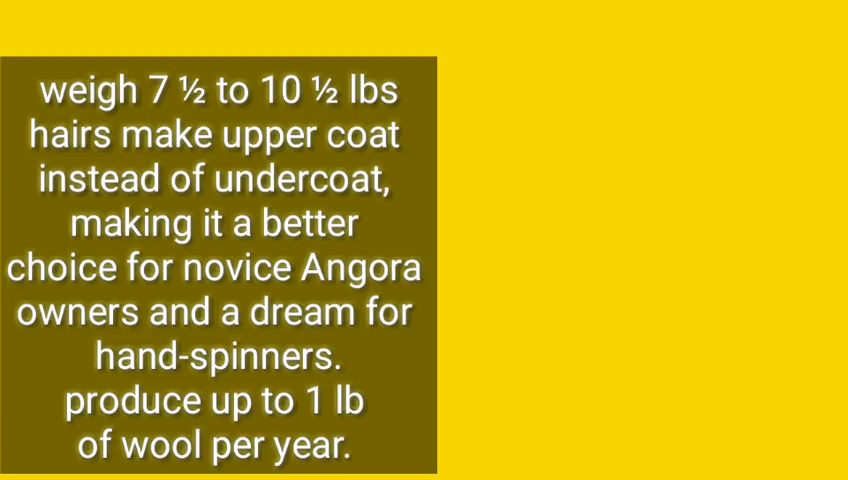 weigh 7 ½ to 10 ½ lbs
hairs make upper coat
instead of undercoat,
making it a better
choice for novice Angora
owners and a dream for
hand-spinners.
produce up to 1 lb
of wool per year.